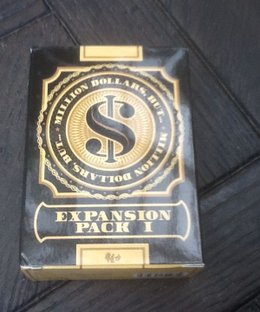 MILLION DOLLARS, BUT...
MILLION DOLLARS, BUT...
$
EXPANSION
PACK I